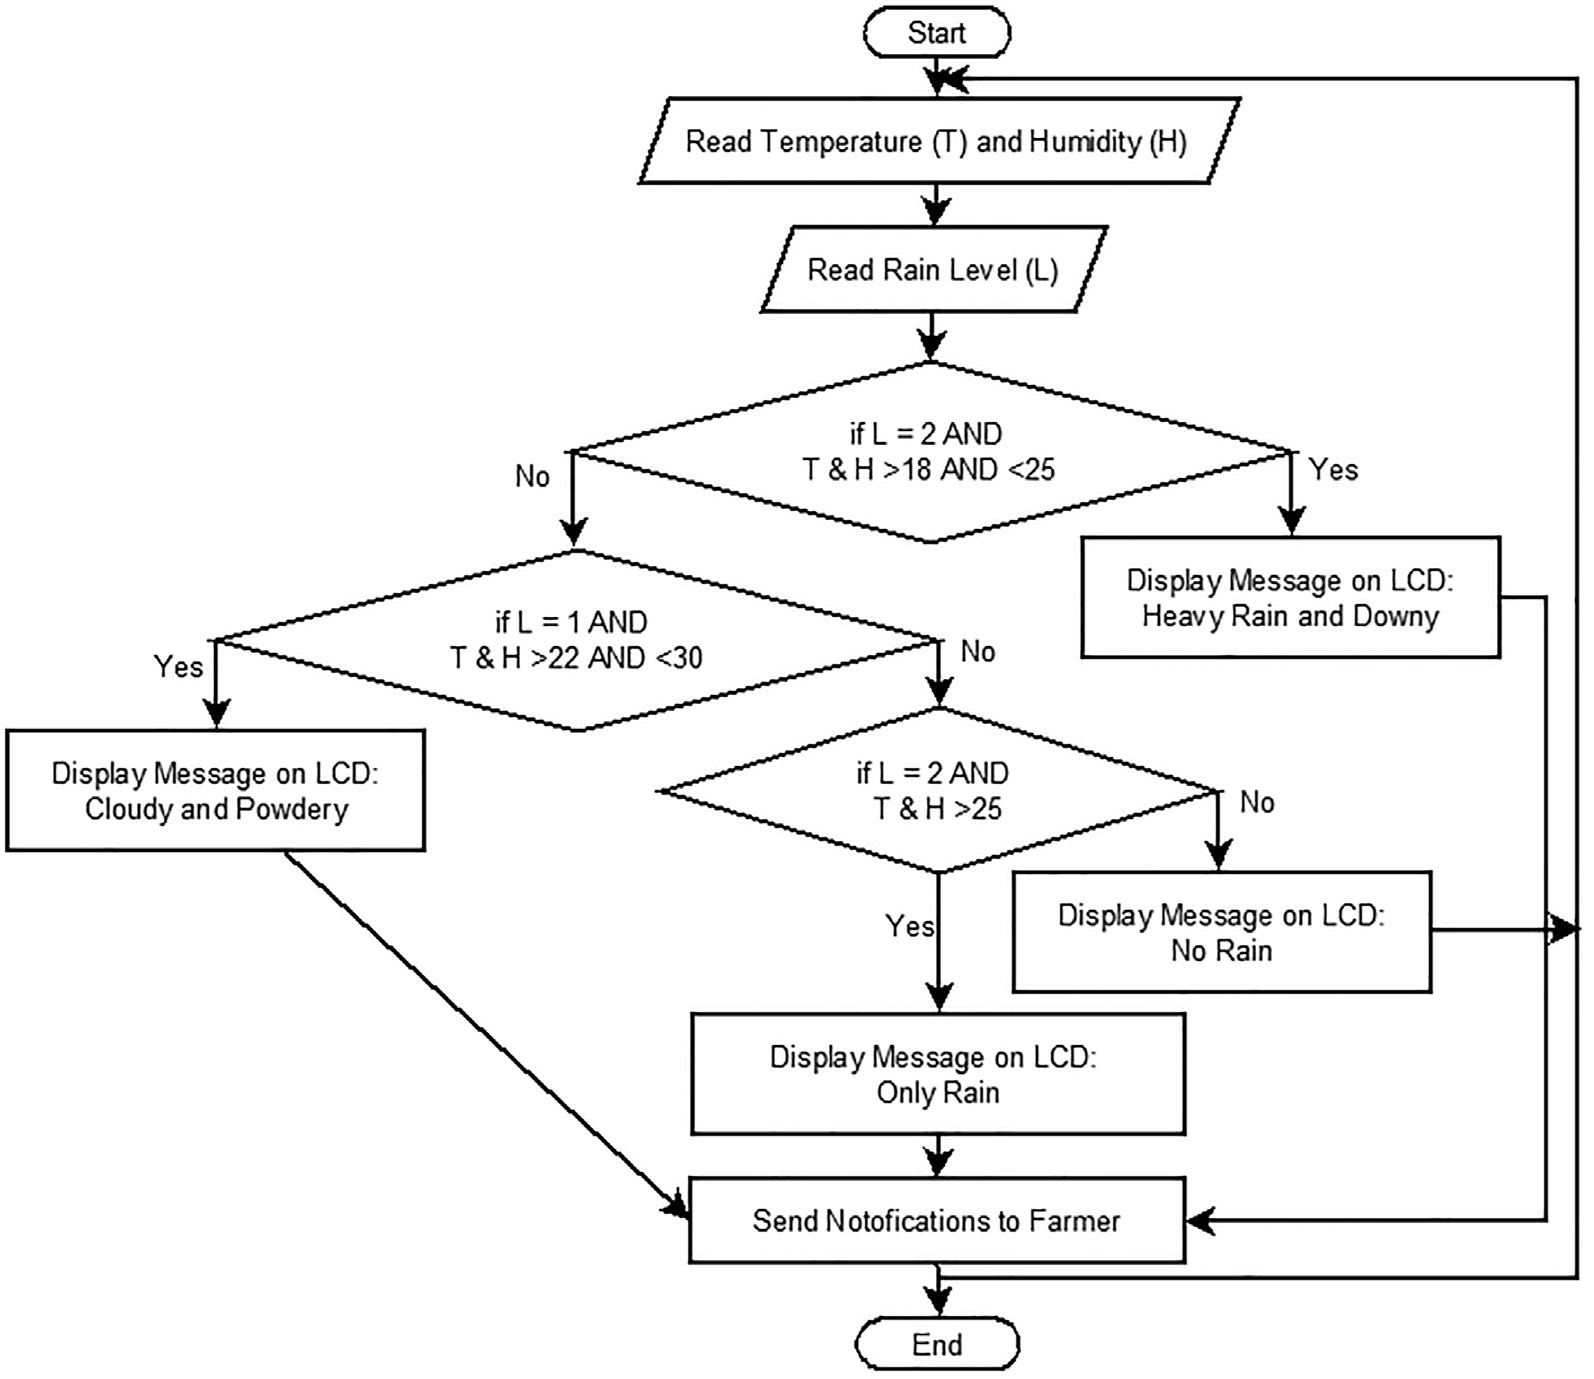 Start
Read Temperature (T) and Humidity (H)
Read Rain Level (L)
if L = 2 AND
T & H >18 AND <25
No
Yes
Display Message on LCD:
Heavy Rain and Downy
if L = 1 AND
T & H >22 AND <30
Yes
No
Display Message on LCD:
Cloudy and Powdery
if L = 2 AND
T & H >25
No
Yes
Display Message on LCD:
No Rain
Display Message on LCD:
Only Rain
Send Notofications to Farmer
End